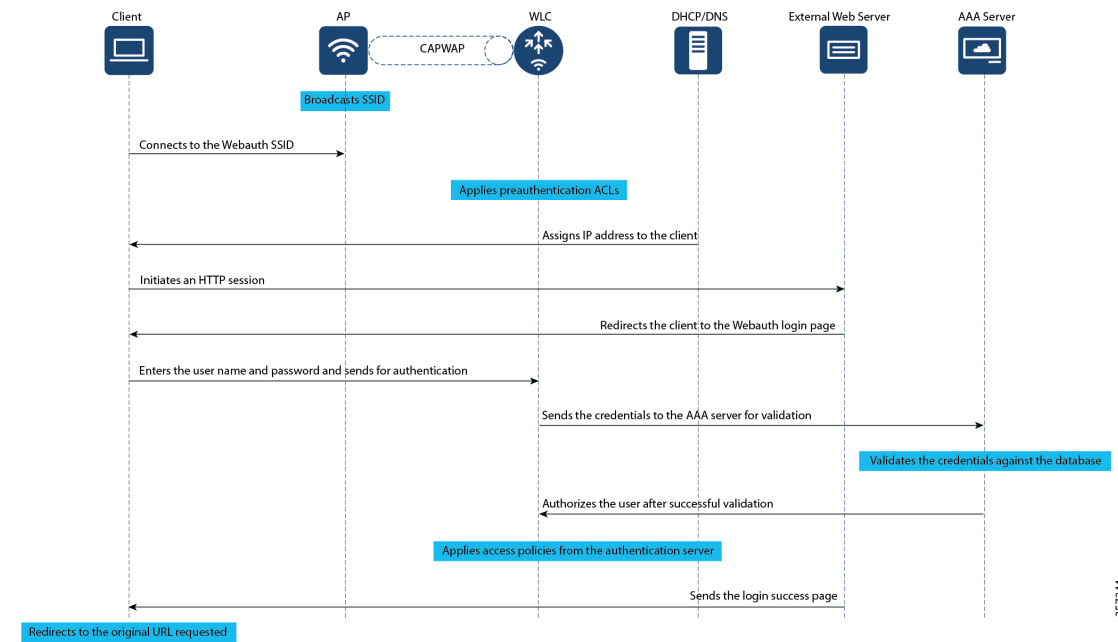 Client
AP
WLC
DHCP/DNS
External Web Server
AAA Server
CAPWAP
Broadcasts SSID
Connects to the Webauth SSID
Applies preauthentication ACLs
Assigns IP address to the client
Initiates an HTTP session
Redirects the client to the Webauth login page
Enters the user name and password and sends for authentication
Sends the credentials to the AAA server for validation
Validates the credentials against the database
Authorizes the user after successful validation
Applies access policies from the authentication server
Sends the login success page
Redirects to the original URL requested